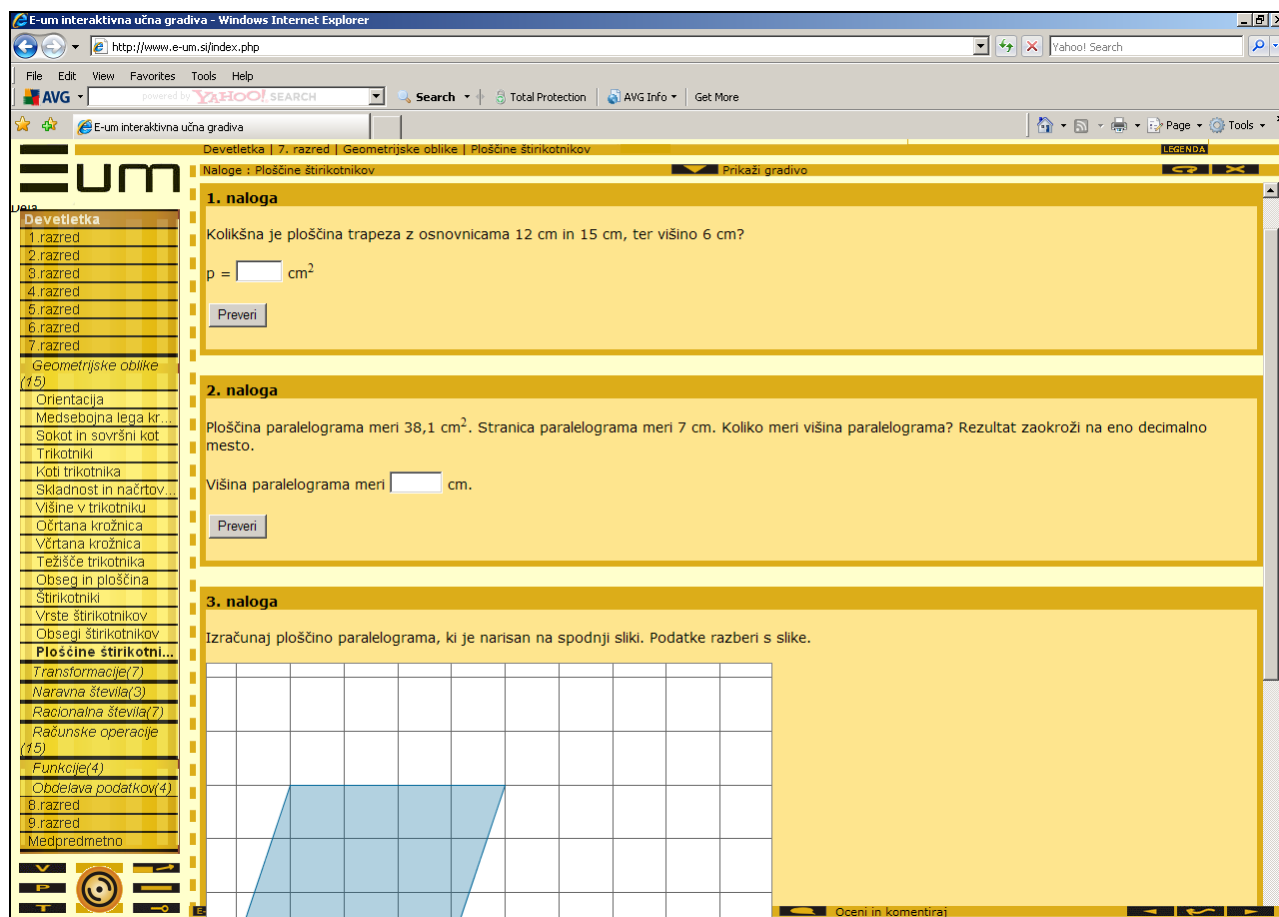 E-um interaktivna učna gradiva - Windows Internet Explorer
http://www.e-um.si/index.php
Yahoo! Search
File Edit View Favorites Tools Help
AVG powered by YAHOO! SEARCH Search Total Protection AVG Info Get More
E-um interaktivna učna gradiva
Page Tools
Devetletka | 7. razred | Geometrijske oblike | Ploščine štirikotnikov
LEGENDA
um
Naloge : Ploščine štirikotnikov
Prikaži gradivo
Devetletka
1.razred
2.razred
3.razred
4.razred
5.razred
6.razred
7.razred
Geometrijske oblike
(15)
Orientacija
Medsebojna lega kr...
Sokot in sovršni kot
Trikotniki
Koti trikotnika
Skladnost in načrtov...
Višine v trikotniku
Očrtana krožnica
Včrtana krožnica
Težišče trikotnika
Obseg in ploščina
Štirikotniki
Vrste štirikotnikov
Obsegi štirikotnikov
Ploščine štirikotni...
Transformacije(7)
Naravna števila(3)
Racionalna števila(7)
Računske operacije
(15)
Funkcije(4)
Obdelava podatkov(4)
8.razred
9.razred
Medpredmetno
V
P
T
1. naloga
Kolikšna je ploščina trapeza z osnovnicama 12 cm in 15 cm, ter višino 6 cm?
p = cm²
Preveri
2. naloga
Ploščina paralelograma meri 38,1 cm². Stranica paralelograma meri 7 cm. Koliko meri višina paralelograma? Rezultat zaokroži na eno decimalno
mesto.
Višina paralelograma meri cm.
Preveri
3. naloga
Izračunaj ploščino paralelograma, ki je narisan na spodnji sliki. Podatke razberi s slike.
Oceni in komentiraj